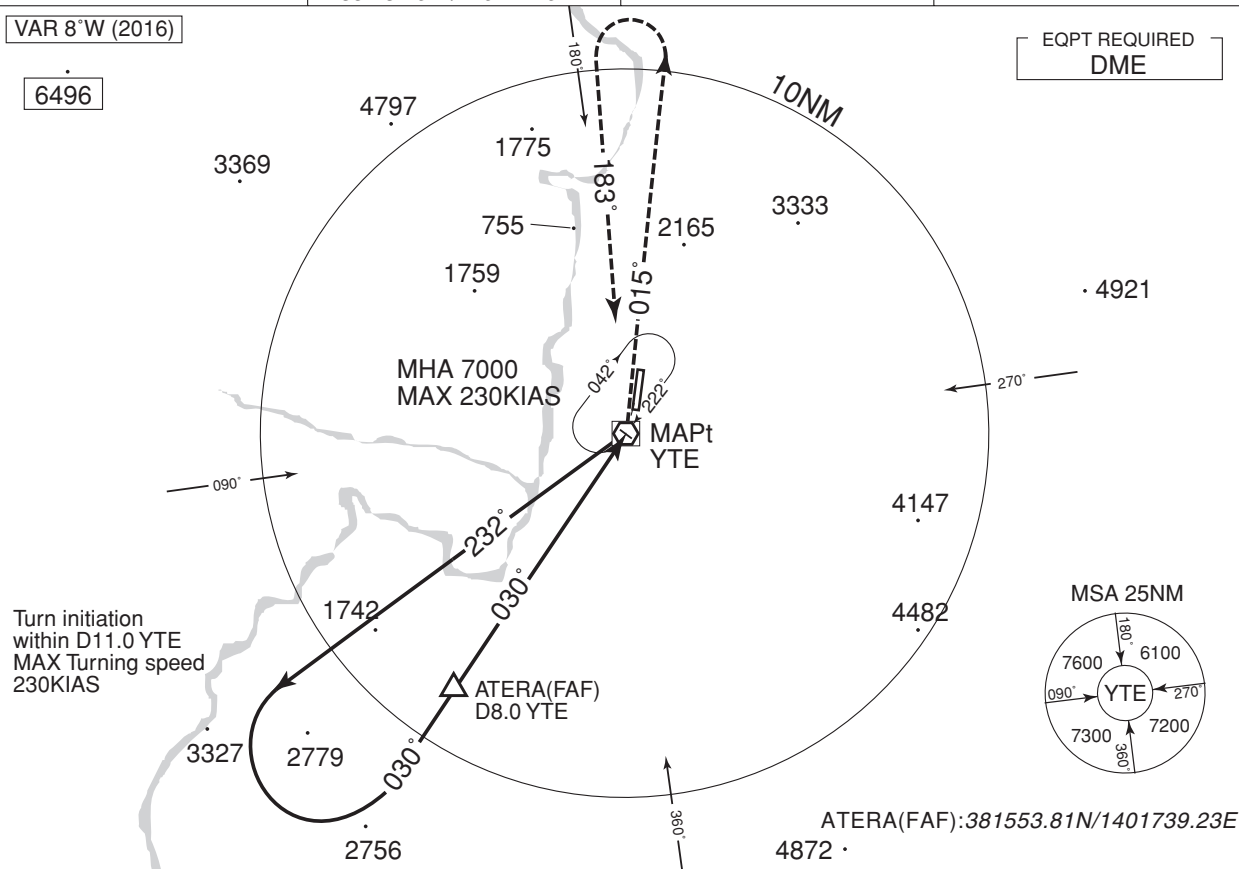 VAR 8°W (2016)
EQPT REQUIRED
DME
6496
180°
10NM
4797
1775
3369
183°
3333
755
2165
1759
015°
4921
MHA 7000
MAX 230KIAS
042°
222°
270°
MAPt
YTE
090°
4147
232°
030°
MSA 25NM
1742
4482
Turn initiation
within D11.0 YTE
MAX Turning speed
230KIAS
180°
7600
6100
ATERA(FAF)
D8.0 YTE
090°
YTE
270°
3327
2779
030°
7300
7200
360°
360°
ATERA(FAF):381553.81N/1401739.23E
2756
4872